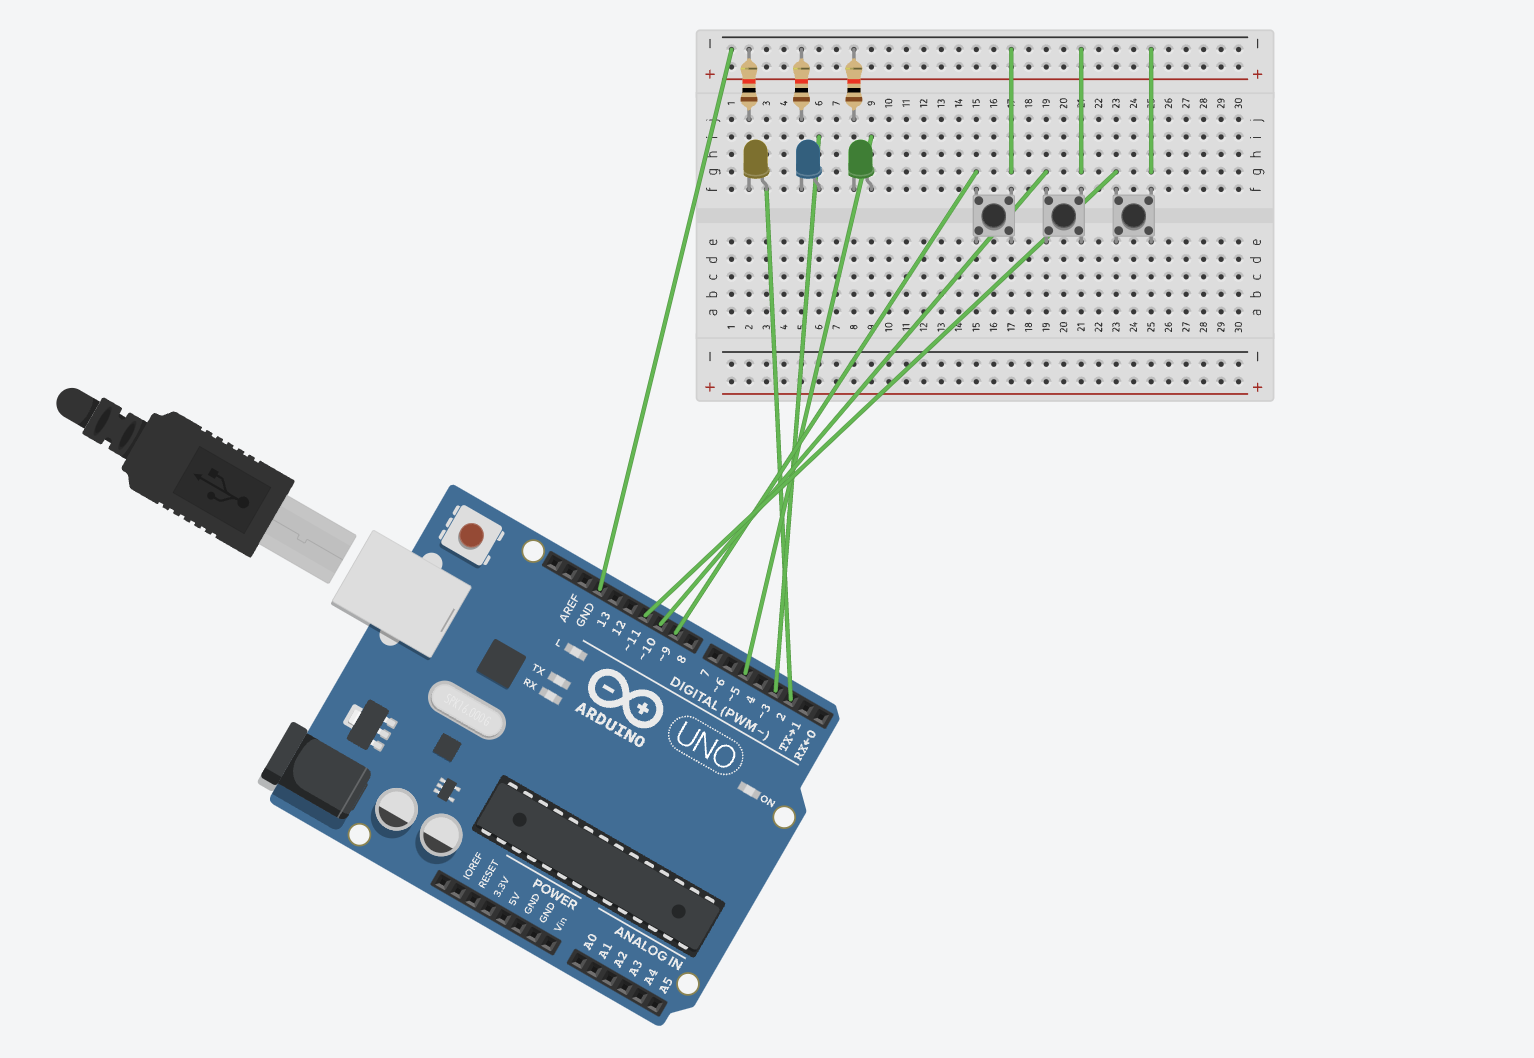 − −
+ +
1 2 3 4 5 6 7 8 9 10 11 12 13 14 15 16 17 18 19 20 21 22 23 24 25 26 27 28 29 30
j j
i i
h h
g g
f f
e e
d d
c c
b b
a a
1 2 3 4 5 6 7 8 9 10 11 12 13 14 15 16 17 18 19 20 21 22 23 24 25 26 27 28 29 30
− −
+ +
AREF
GND
13
12
~11
~10
~9
8
7
~6
~5
4
~3
2
TX→1
RX←0
DIGITAL (PWM~)
L
TX
RX
ARDUINO
UNO
ON
IOREF
RESET
3.3V
5V
GND
GND
Vin
POWER
ANALOG IN
A0
A1
A2
A3
A4
A5